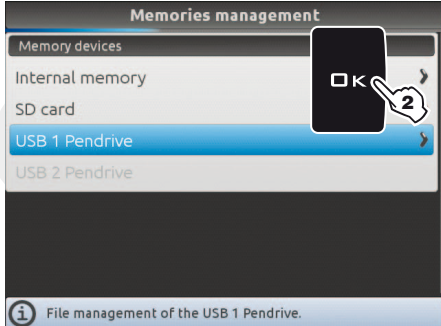 Memories management
Memory devices
Internal memory
OK
SD card
2
USB 1 Pendrive
USB 2 Pendrive
File management of the USB 1 Pendrive.